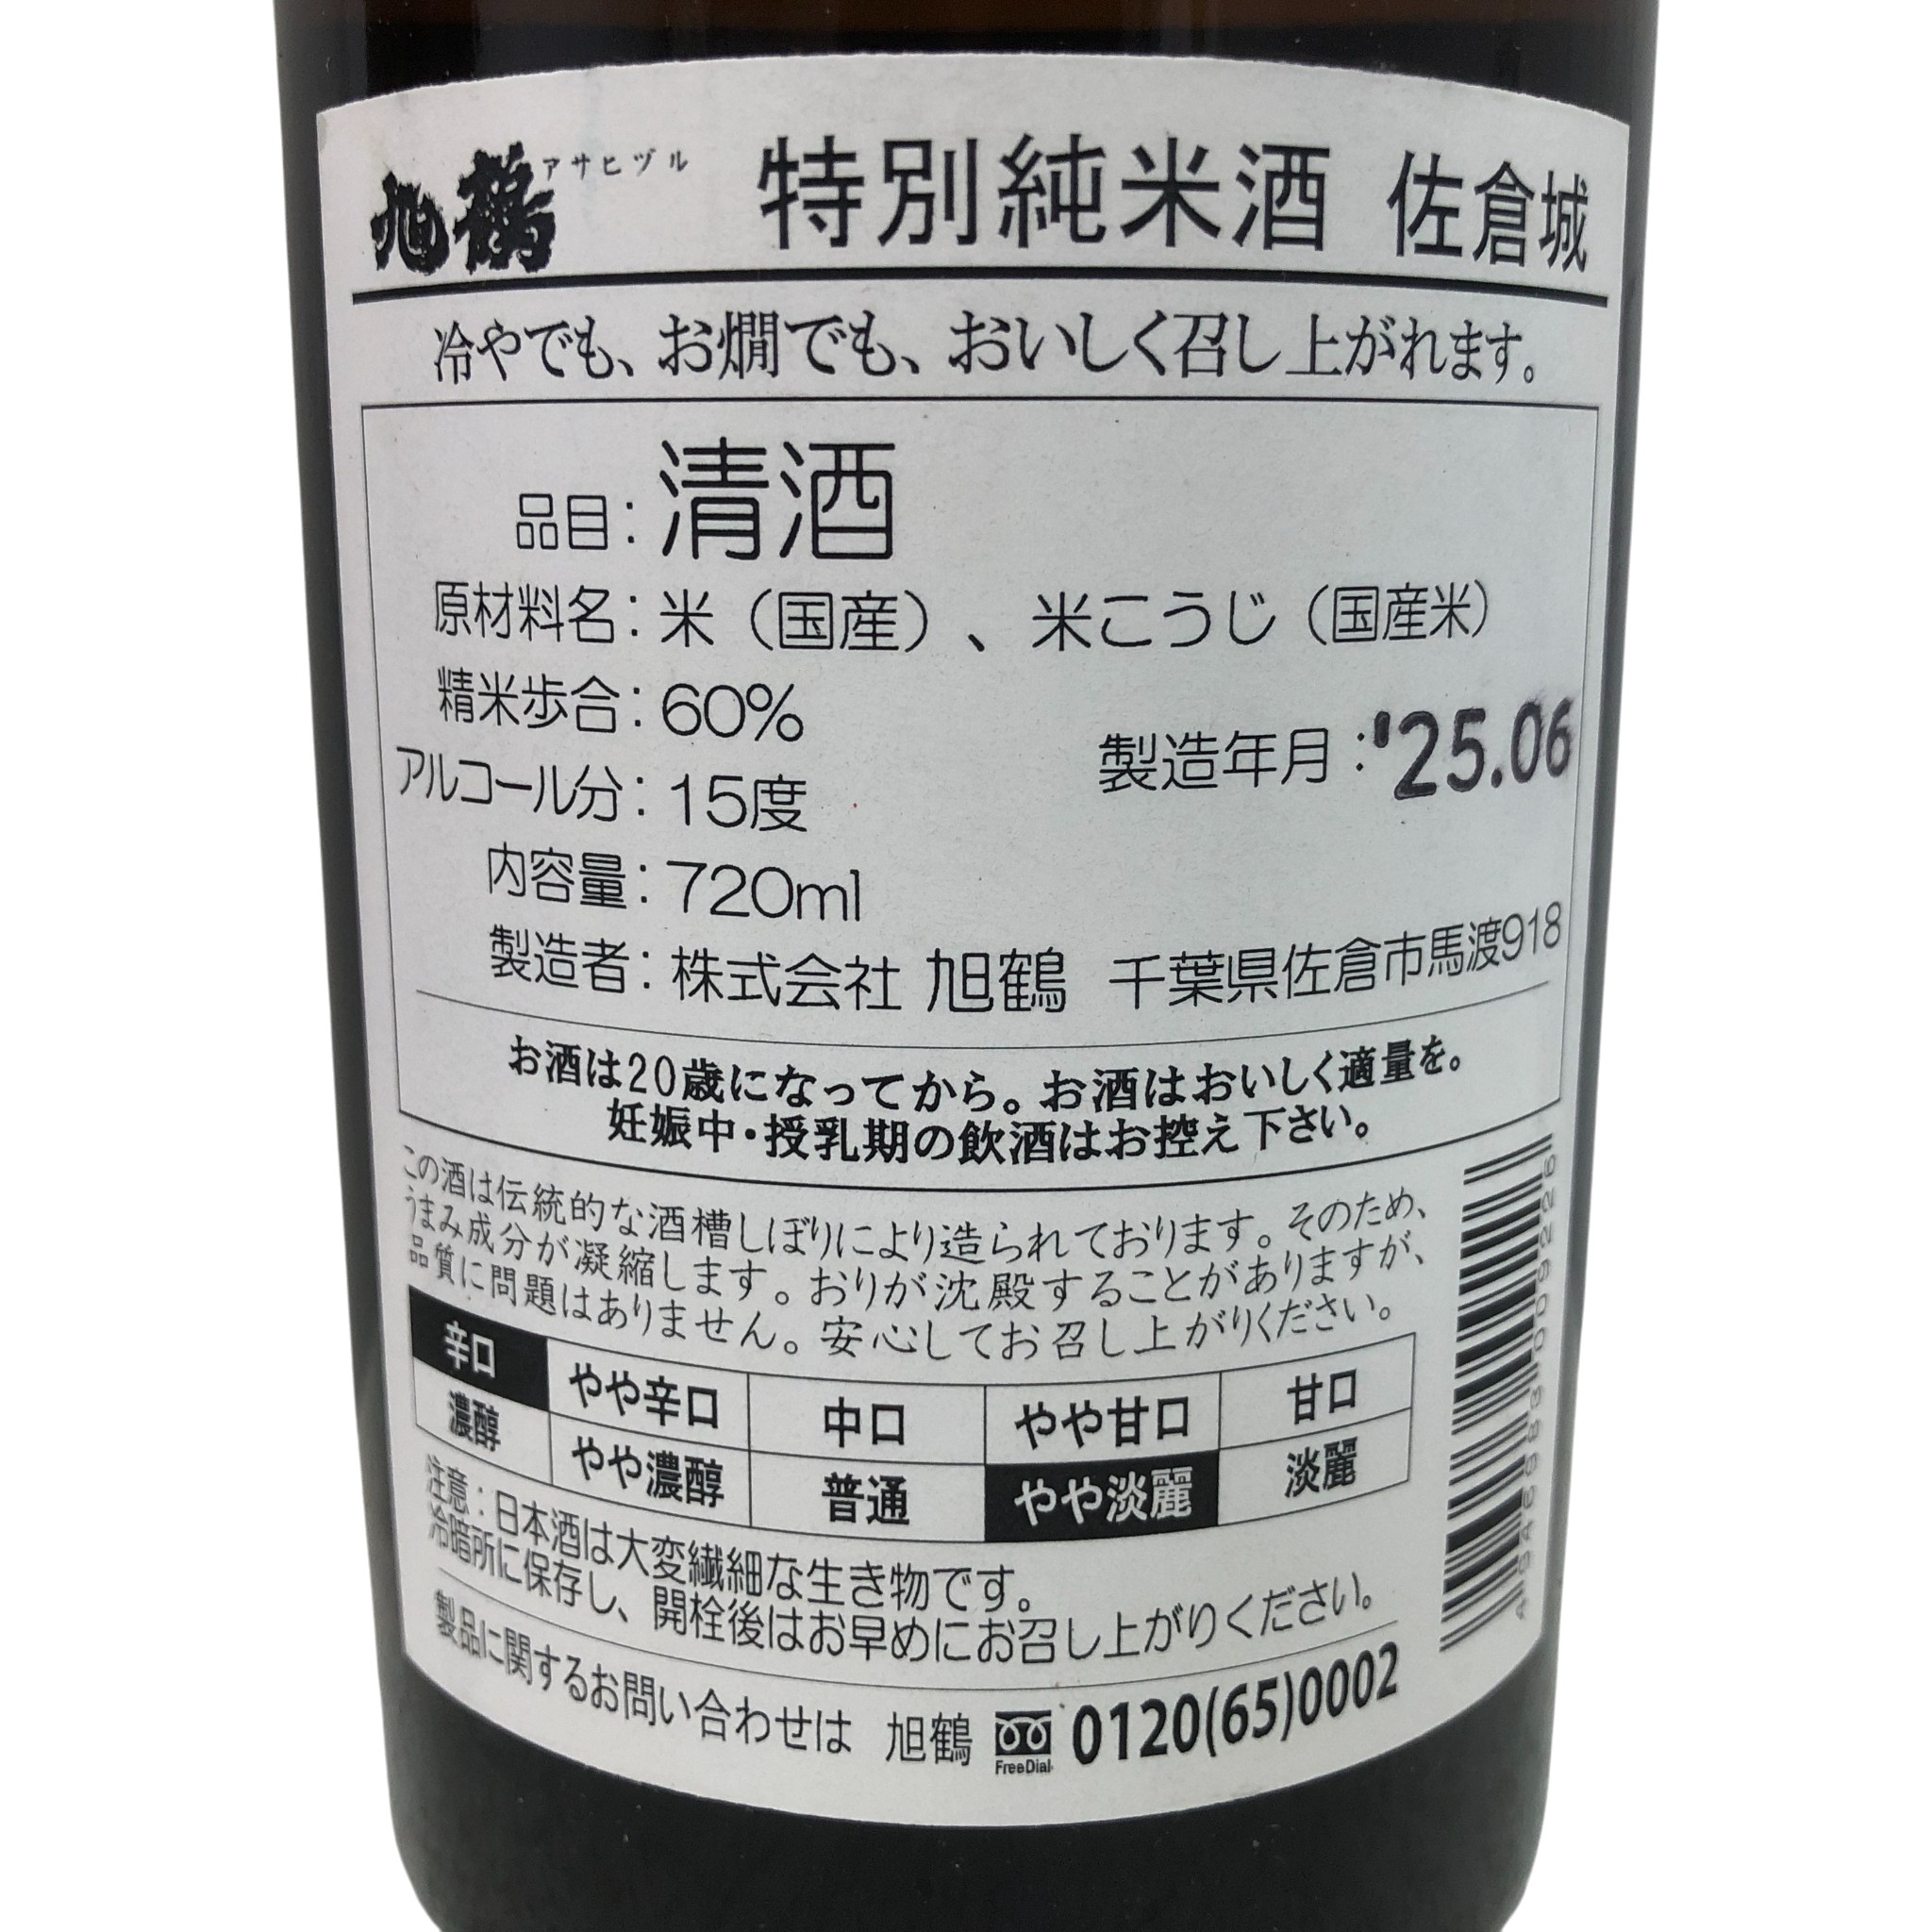 旭鶴 アサヒヅル 特別純米酒 佐倉城
冷やでも、お燗でも、おいしく召し上がれます。
品目:清酒
原材料名:米(国産)、米こうじ(国産米)
精米歩合:60%
製造年月:'25.06
アルコール分:15度
内容量:720ml
製造者:株式会社 旭鶴 千葉県佐倉市馬渡918
お酒は20歳になってから。お酒はおいしく適量を。
妊娠中・授乳期の飲酒はお控え下さい。
この酒は伝統的な酒槽しぼりにより造られております。そのため、
うまみ成分が凝縮します。おりが沈殿することがありますが、
品質に問題はありません。安心してお召し上がりください。
辛口 やや辛口 中口 やや甘口 甘口
濃醇 やや濃醇 普通 やや淡麗 淡麗
注意:日本酒は大変繊細な生き物です。
冷暗所に保存し、開栓後はお早めにお召し上がりください。
製品に関するお問い合わせは 旭鶴 FreeDial 0120(65)0002